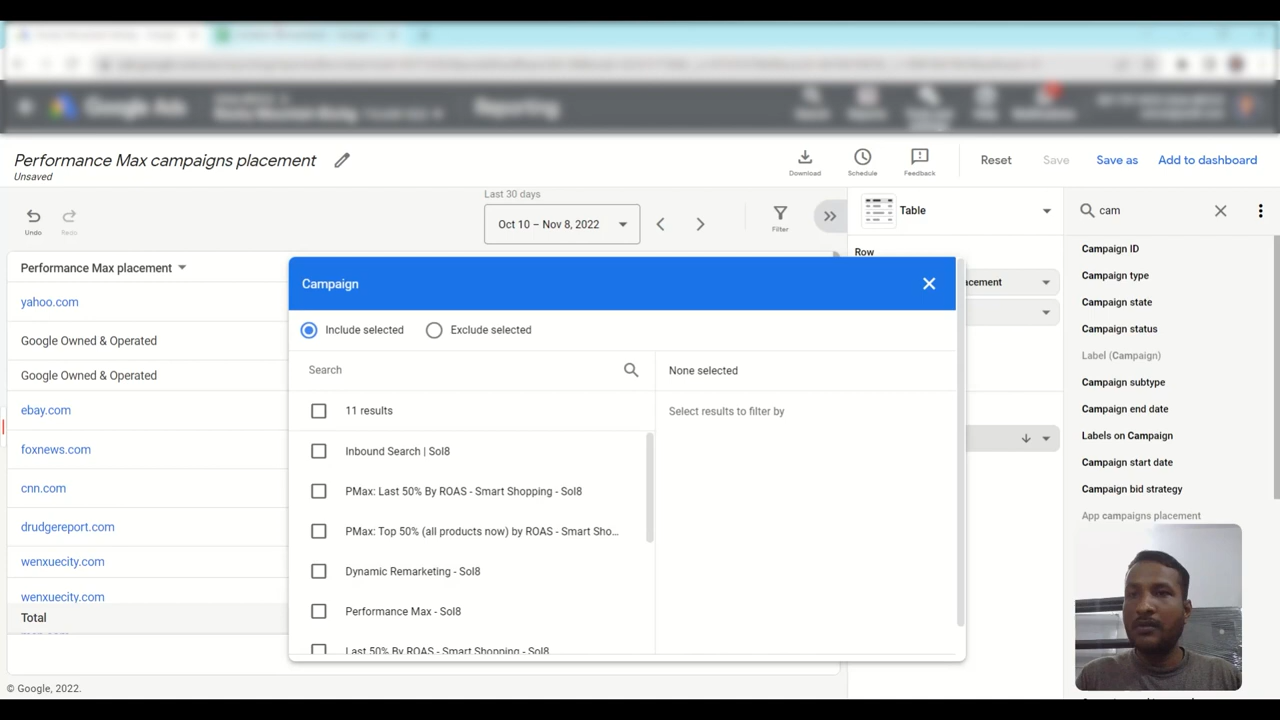 Google Ads
Reporting
Performance Max campaigns placement
Unsaved
Download
Schedule
Feedback
Reset
Save
Save as
Add to dashboard
Undo
Redo
Last 30 days
Oct 10 – Nov 8, 2022
Filter
Table
cam
Row
acement
Performance Max placement
yahoo.com
Google Owned & Operated
Google Owned & Operated
ebay.com
foxnews.com
cnn.com
drudgereport.com
wenxuecity.com
wenxuecity.com
Total
Campaign
Include selected
Exclude selected
Search
None selected
11 results
Select results to filter by
Inbound Search | Sol8
PMax: Last 50% By ROAS - Smart Shopping - Sol8
PMax: Top 50% (all products now) by ROAS - Smart Sho...
Dynamic Remarketing - Sol8
Performance Max - Sol8
Last 50% By ROAS - Smart Shopping - Sol8
Campaign ID
Campaign type
Campaign state
Campaign status
Label (Campaign)
Campaign subtype
Campaign end date
Labels on Campaign
Campaign start date
Campaign bid strategy
App campaigns placement
© Google, 2022.